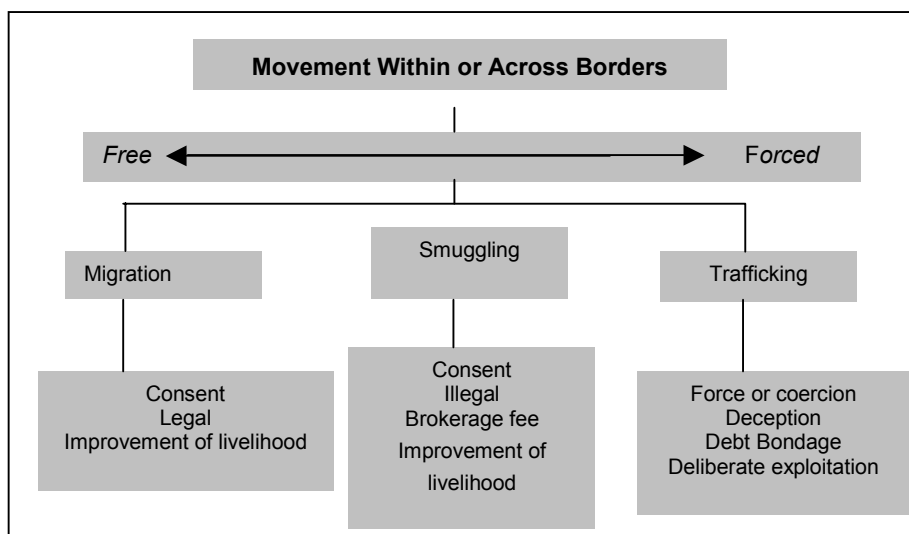 Movement Within or Across Borders
Free
Forced
Migration
Smuggling
Trafficking
Consent
Legal
Improvement of livelihood
Consent
Illegal
Brokerage fee
Improvement of
livelihood
Force or coercion
Deception
Debt Bondage
Deliberate exploitation